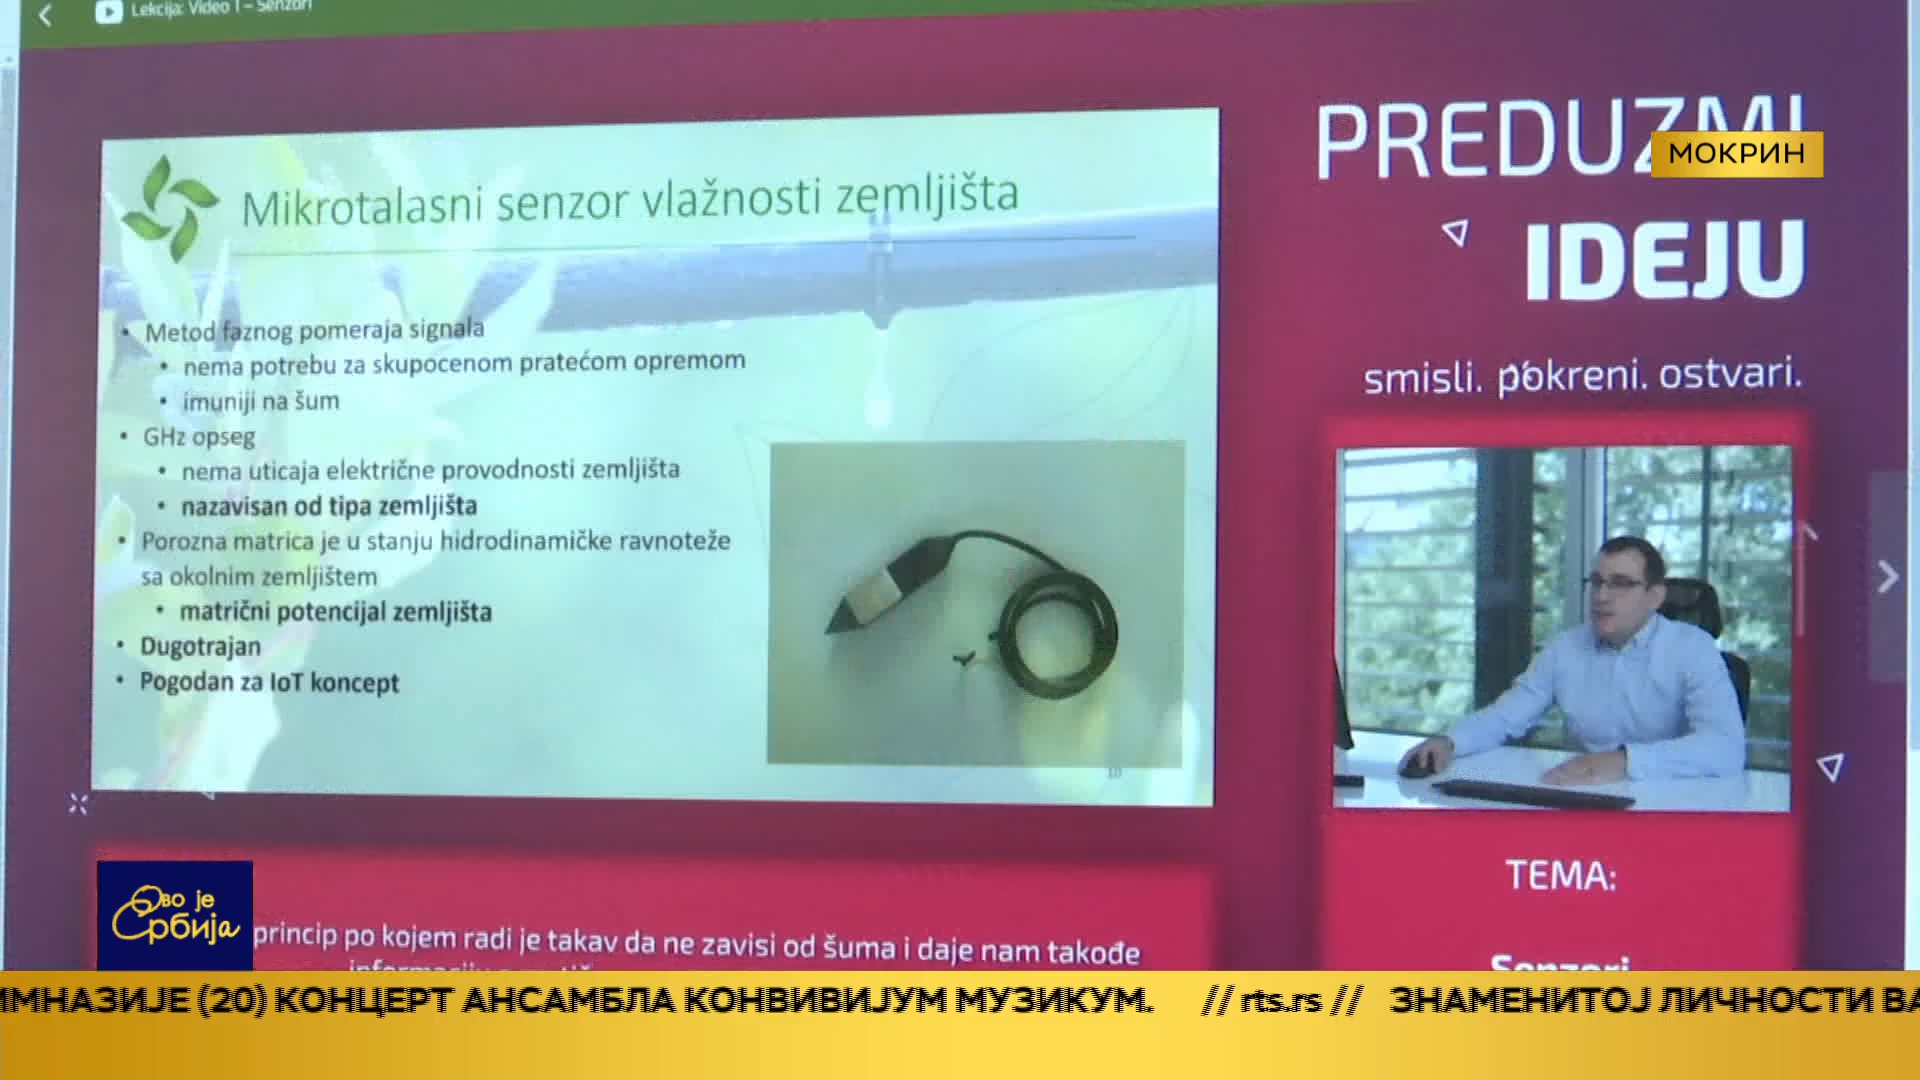 Lekcija: Video 1 – Senzori
PREDUZMI
МОКРИН
IDEJU
smisli. pokreni. ostvari.
Mikrotalasni senzor vlažnosti zemljišta
• Metod faznog pomeraja signala
• nema potrebu za skupocenom pratećom opremom
• imuniji na šum
• GHz opseg
• nema uticaja električne provodnosti zemljišta
• nazavisan od tipa zemljišta
• Porozna matrica je u stanju hidrodinamičke ravnoteže
sa okolnim zemljištem
• matrični potencijal zemljišta
• Dugotrajan
• Pogodan za IoT koncept
10
TEMA:
Senzori
Ово је
Србија
princip po kojem radi je takav da ne zavisi od šuma i daje nam takođe
ИМНАЗИЈЕ (20) КОНЦЕРТ АНСАМБЛА КОНВИВИЈУМ МУЗИКУМ. // rts.rs // ЗНАМЕНИТОЈ ЛИЧНОСТИ ВА